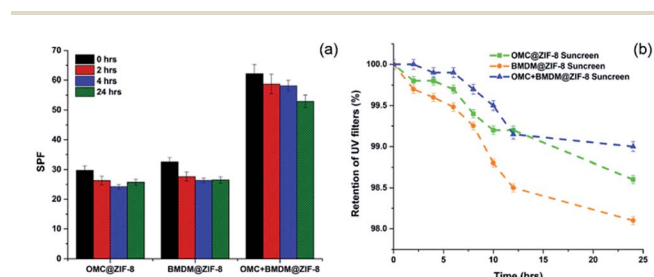 (a)
SPF
70
60
50
40
30
20
10
0
0 hrs
2 hrs
4 hrs
24 hrs
OMC@ZIF-8
BMDM@ZIF-8
OMC+BMDM@ZIF-8
(b)
Retention of UV filters (%)
100.0
99.5
99.0
98.5
98.0
OMC@ZIF-8 Suncreen
BMDM@ZIF-8 Suncreen
OMC+BMDM@ZIF-8 Suncreen
0
5
10
15
20
25
Time (hrs)